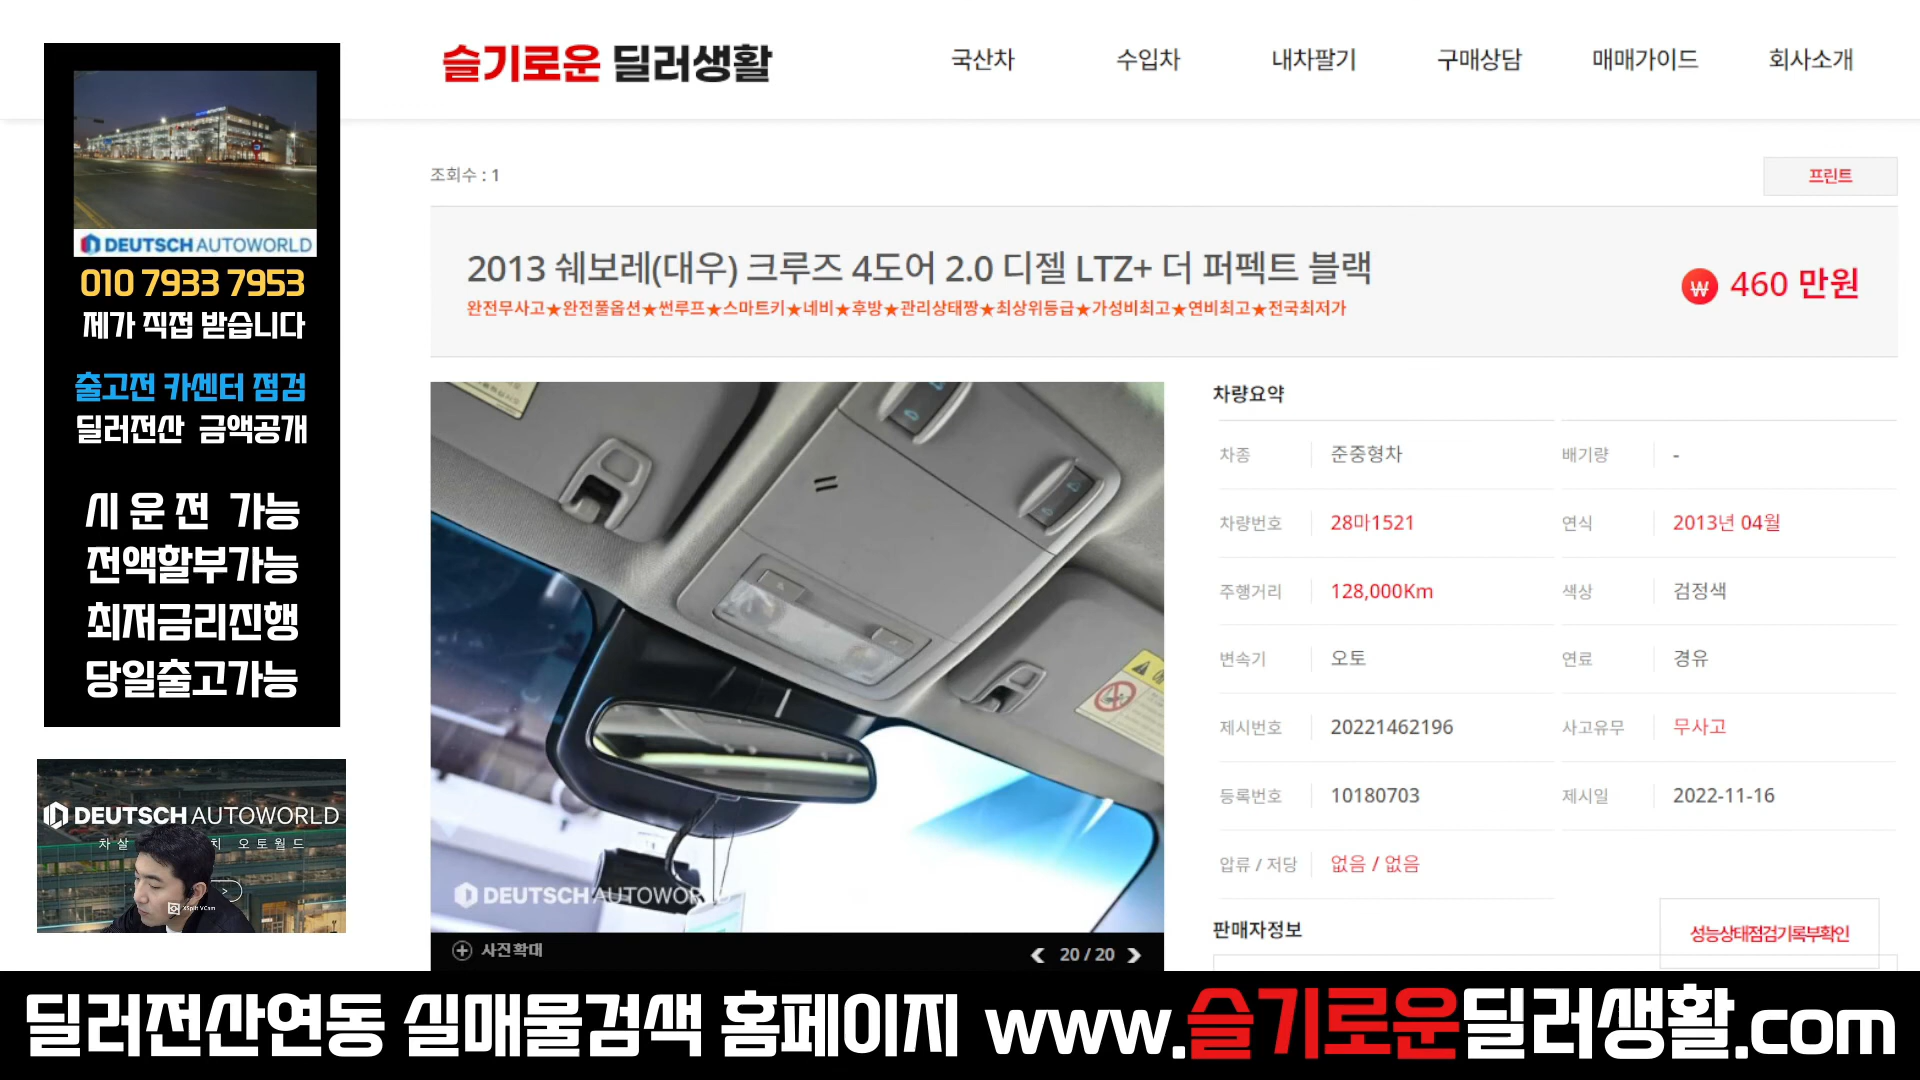 DEUTSCH AUTOWORLD
010 7933 7953
제가 직접 받습니다
출고전 카센터 점검
딜러전산 금액공개
시 운 전 가능
전액할부가능
최저금리진행
당일출고가능
DEUTSCH AUTOWORLD
차 살
치 오 토 월 드
>
XSplit VCam
슬기로운 딜러생활
국산차 수입차 내차팔기 구매상담 매매가이드 회사소개
조회수 : 1
프린트
2013 쉐보레(대우) 크루즈 4도어 2.0 디젤 LTZ+ 더 퍼펙트 블랙
완전무사고★완전풀옵션★썬루프★스마트키★네비★후방★관리상태짱★최상위등급★가성비최고★연비최고★전국최저가
₩ 460 만원
DEUTSCH AUTOWORLD
사진확대
20 / 20
차량요약
차종 준중형차 배기량 -
차량번호 28마1521 연식 2013년 04월
주행거리 128,000Km 색상 검정색
변속기 오토 연료 경유
제시번호 20221462196 사고유무 무사고
등록번호 10180703 제시일 2022-11-16
압류 / 저당 없음 / 없음
판매자정보
성능상태점검기록부확인
딜러전산연동 실매물검색 홈페이지 www.슬기로운딜러생활.com